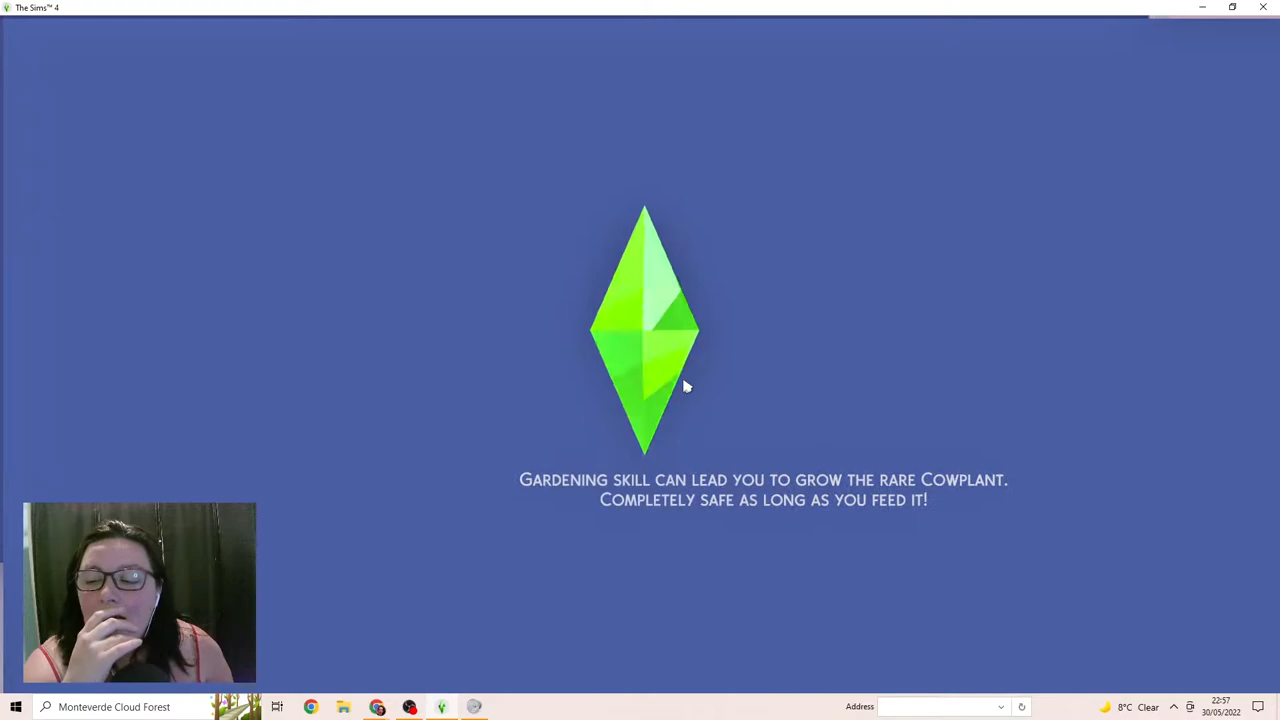 The Sims™ 4
GARDENING SKILL CAN LEAD YOU TO GROW THE RARE COWPLANT.
COMPLETELY SAFE AS LONG AS YOU FEED IT!
Monteverde Cloud Forest
Address
8°C Clear
22:57
30/05/2022